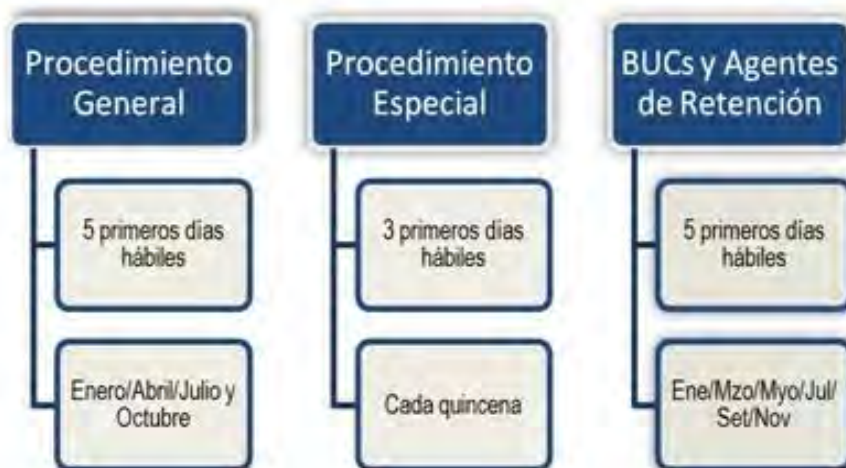 Procedimiento
General
5 primeros días
hábiles
Enero/Abril/Julio y
Octubre
Procedimiento
Especial
3 primeros días
hábiles
Cada quincena
BUCs y Agentes
de Retención
5 primeros días
hábiles
Ene/Mzo/Myo/Jul/
Set/Nov